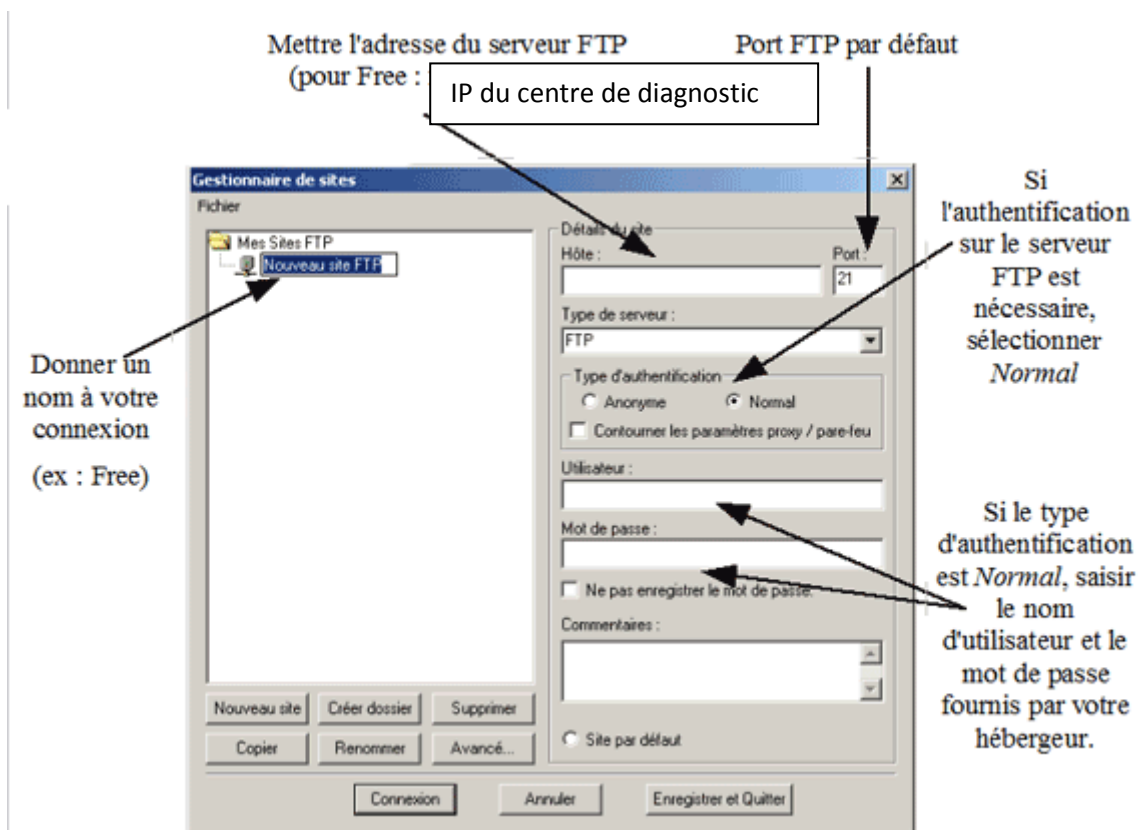 Mettre l'adresse du serveur FTP
(pour Free :
IP du centre de diagnostic
Port FTP par défaut
Gestionnaire de sites
Fichier
Mes Sites FTP
Nouveau site FTP
Détails du site
Hôte :
Port :
21
Type de serveur :
FTP
Type d'authentification
Anonyme
Normal
Contourner les paramètres proxy / pare-feu
Utilisateur :
Mot de passe :
Ne pas enregistrer le mot de passe.
Commentaires :
Site par défaut
Nouveau site
Créer dossier
Supprimer
Copier
Renommer
Avancé...
Connexion
Annuler
Enregistrer et Quitter
Donner un
nom à votre
connexion
(ex : Free)
Si
l'authentification
sur le serveur
FTP est
nécessaire,
sélectionner
Normal
Si le type
d'authentification
est Normal, saisir
le nom
d'utilisateur et le
mot de passe
fournis par votre
hébergeur.